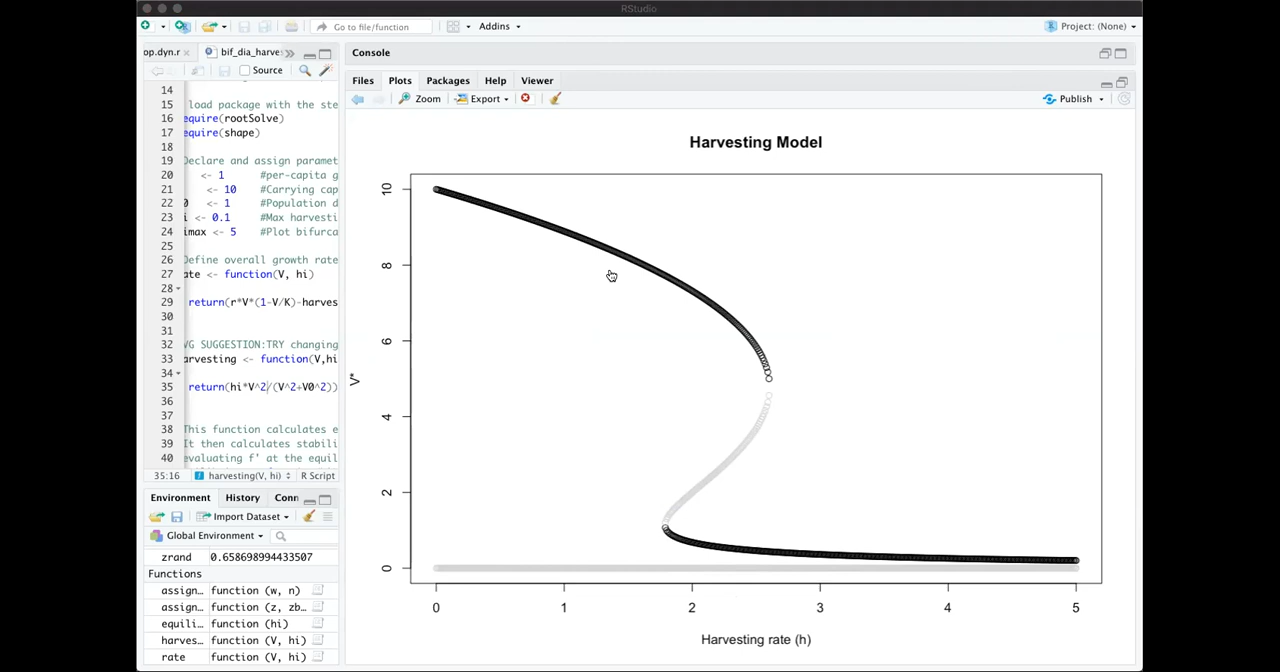 RStudio
Go to file/function
Addins
Project: (None)
op.dyn.r
bif_dia_harve
Source
14
15 load package with the ste
16 equire(rootSolve)
17 equire(shape)
18
19 Declare and assign paramet
20 <- 1 #per-capita g
21 <- 10 #Carrying cap
22 0 <- 1 #Population d
23 i <- 0.1 #Max harvesti
24 imax <- 5 #Plot bifurca
25
26 Define overall growth rate
27 ate <- function(V, hi)
28
29 return(r*V*(1-V/K)-harves
30
31
32 VG SUGGESTION:TRY changing
33 arvesting <- function(V,hi
34
35 return(hi*V^2/(V^2+V0^2))
36
37
38 This function calculates e
39 It then calculates stabili
40 evaluating f' at the equil
35:16 harvesting(V, hi) R Script
Environment History Conn
Import Dataset
Global Environment
zrand 0.658698994433507
Functions
assign… function (w, n)
assign… function (z, zb…
equili… function (hi)
harves… function (V, hi)
rate function (V, hi)
Console
Files Plots Packages Help Viewer
Zoom Export Publish
Harvesting Model
10
8
6
V*
4
2
0
0 1 2 3 4 5
Harvesting rate (h)